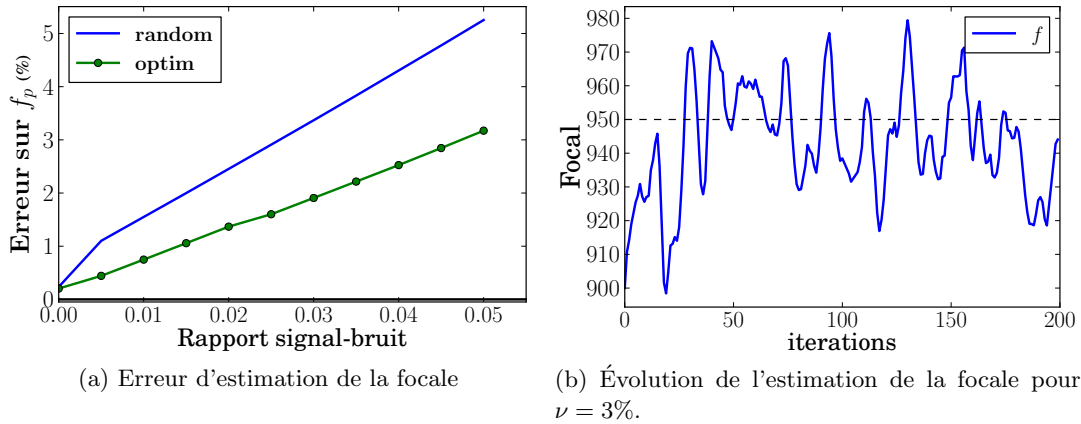 random
optim
Erreur sur f_p (%)
5
4
3
2
1
0
0.00 0.01 0.02 0.03 0.04 0.05
Rapport signal-bruit
(a) Erreur d'estimation de la focale
f
Focal
980
970
960
950
940
930
920
910
900
0 50 100 150 200
iterations
(b) Évolution de l'estimation de la focale pour
ν = 3%.